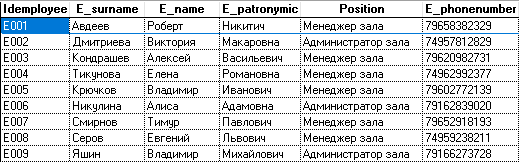 Idemployee E_surname E_name E_patronymic Position E_phonenumber
E001 Авдеев Роберт Никитич Менеджер зала 79658382329
E002 Дмитриева Виктория Макаровна Администратор зала 74957812829
E003 Кондрашев Алексей Васильевич Менеджер зала 79620982731
E004 Тикунова Елена Романовна Менеджер зала 74962992377
E005 Крючков Владимир Иванович Менеджер зала 79602772139
E006 Никулина Алиса Адамовна Администратор зала 79162839020
E007 Смирнов Тимур Павлович Менеджер зала 79652918193
E008 Серов Евгений Львович Менеджер зала 74959238211
E009 Яшин Владимир Михайлович Администратор зала 79166273728